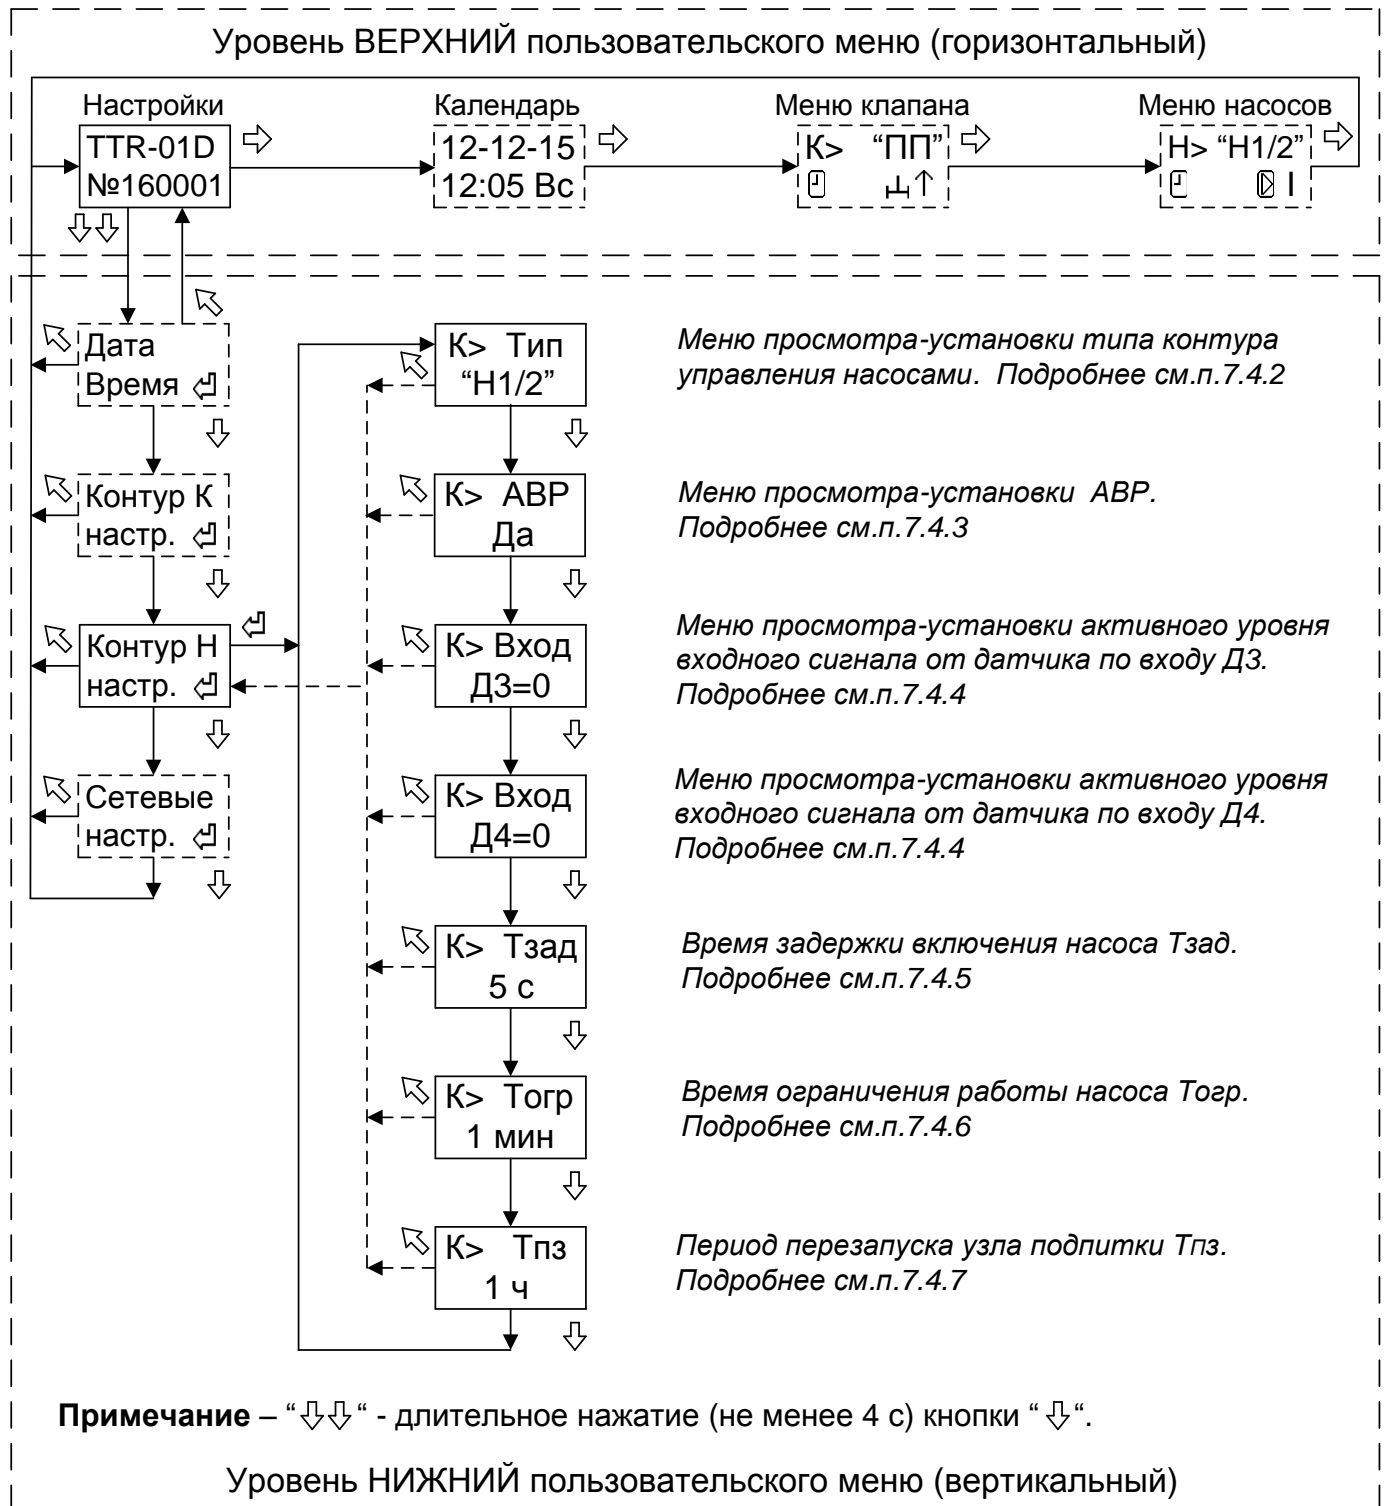 Уровень ВЕРХНИЙ пользовательского меню (горизонтальный)
Настройки
TTR-01D
№160001
Календарь
12-12-15
12:05 Вс
Меню клапана
К> “ПП”
Меню насосов
Н> “Н1/2”
Дата
Время
Контур К
настр.
Контур Н
настр.
Сетевые
настр.
К> Тип
“Н1/2”
Меню просмотра-установки типа контура
управления насосами. Подробнее см.п.7.4.2
К> АВР
Да
Меню просмотра-установки АВР.
Подробнее см.п.7.4.3
К> Вход
Д3=0
Меню просмотра-установки активного уровня
входного сигнала от датчика по входу Д3.
Подробнее см.п.7.4.4
К> Вход
Д4=0
Меню просмотра-установки активного уровня
входного сигнала от датчика по входу Д4.
Подробнее см.п.7.4.4
К> Тзад
5 с
Время задержки включения насоса Тзад.
Подробнее см.п.7.4.5
К> Тогр
1 мин
Время ограничения работы насоса Тогр.
Подробнее см.п.7.4.6
К> Тпз
1 ч
Период перезапуска узла подпитки Тпз.
Подробнее см.п.7.4.7
Примечание – “⇩⇩“ - длительное нажатие (не менее 4 с) кнопки “⇩“.
Уровень НИЖНИЙ пользовательского меню (вертикальный)